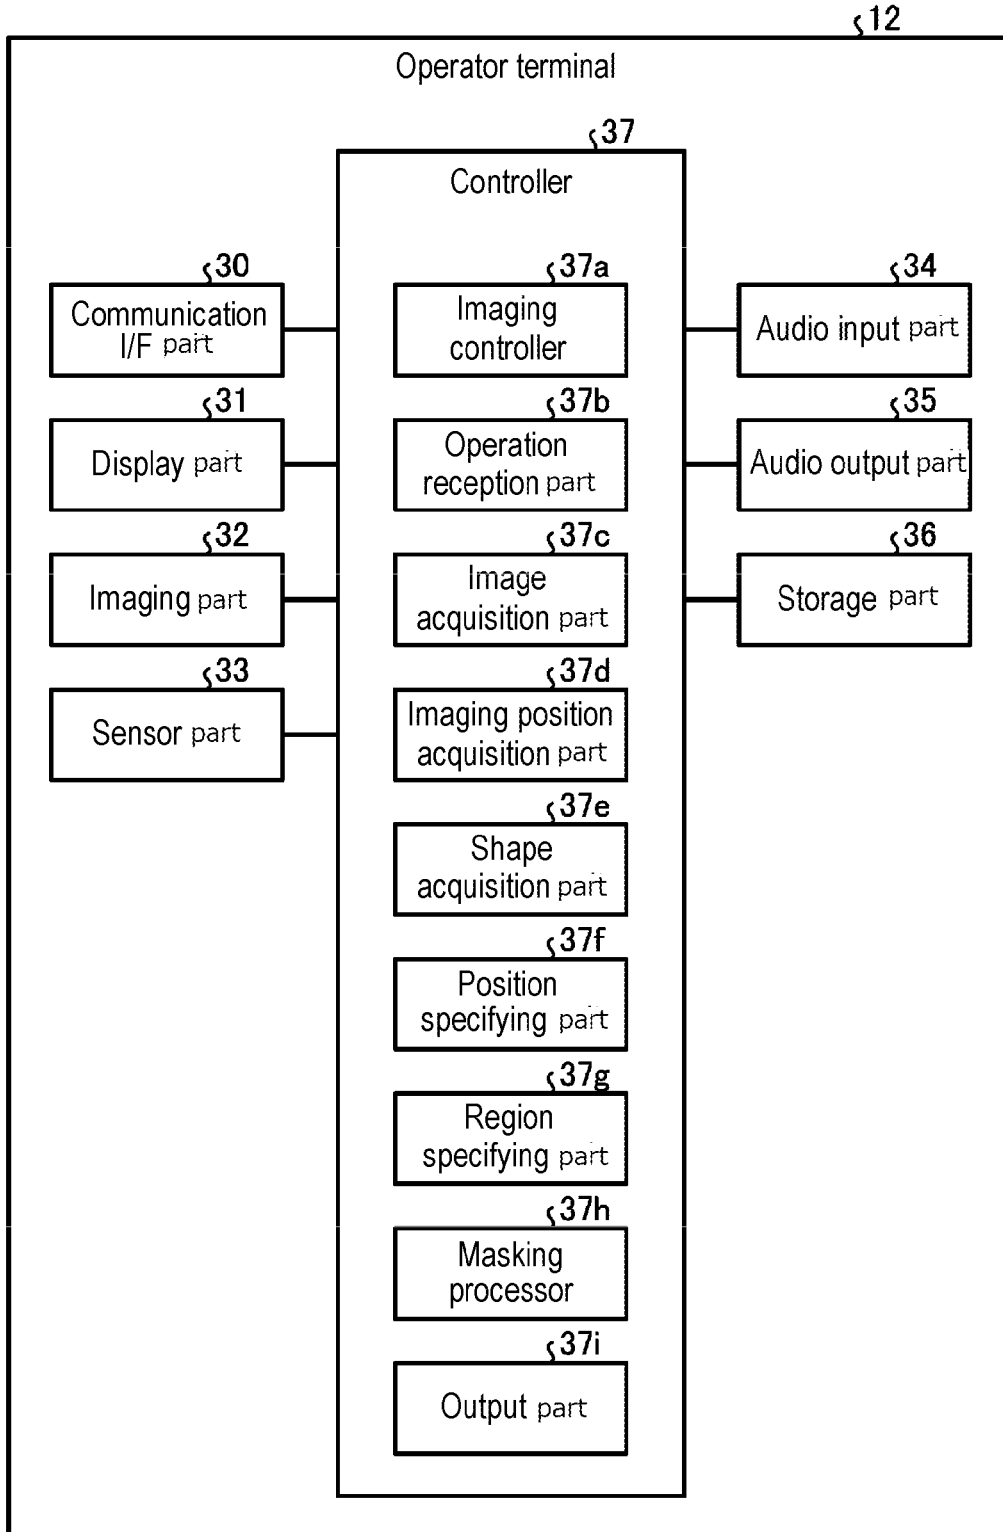 12
Operator terminal
37
Controller
30
Communication
I/F part
31
Display part
32
Imaging part
33
Sensor part
37a
Imaging
controller
37b
Operation
reception part
37c
Image
acquisition part
37d
Imaging position
acquisition part
37e
Shape
acquisition part
37f
Position
specifying part
37g
Region
specifying part
37h
Masking
processor
37i
Output part
34
Audio input part
35
Audio output part
36
Storage part